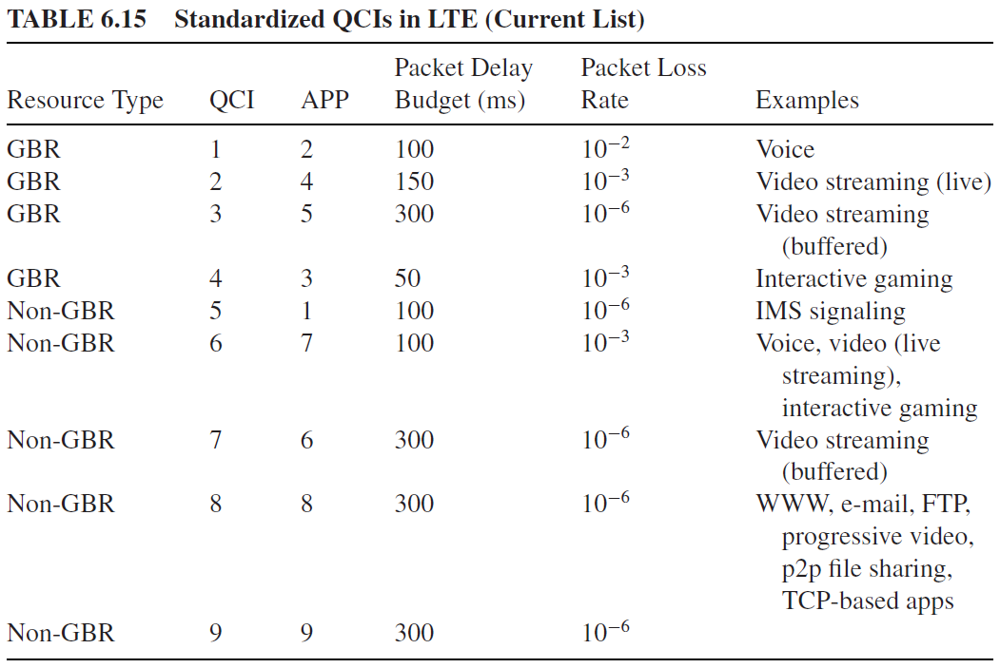 TABLE 6.15 Standardized QCIs in LTE (Current List)
Packet Delay Packet Loss
Resource Type QCI APP Budget (ms) Rate Examples
GBR 1 2 100 10⁻² Voice
GBR 2 4 150 10⁻³ Video streaming (live)
GBR 3 5 300 10⁻⁶ Video streaming
(buffered)
GBR 4 3 50 10⁻³ Interactive gaming
Non-GBR 5 1 100 10⁻⁶ IMS signaling
Non-GBR 6 7 100 10⁻³ Voice, video (live
streaming),
interactive gaming
Non-GBR 7 6 300 10⁻⁶ Video streaming
(buffered)
Non-GBR 8 8 300 10⁻⁶ WWW, e-mail, FTP,
progressive video,
p2p file sharing,
TCP-based apps
Non-GBR 9 9 300 10⁻⁶